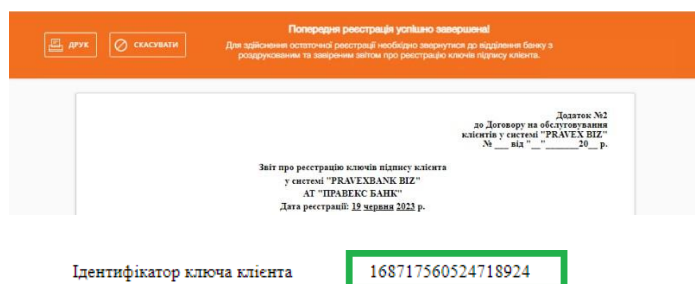 Попередня реєстрація успішно завершена!
ДРУК
СКАСУВАТИ
Для здійснення остаточної реєстрації необхідно звернутися до відділення банку з
роздрукованим та завіреним звітом про реєстрацію ключів підпису клієнта.
Додаток №2
до Договору на обслуговування
клієнтів у системі "PRAVEX BIZ"
№ ___ від "__"_______20__ р.
Звіт про реєстрацію ключів підпису клієнта
у системі "PRAVEXBANK BIZ"
АТ "ПРАВЕКС БАНК"
Дата реєстрації: 19 червня 2023 р.
Ідентифікатор ключа клієнта 168717560524718924